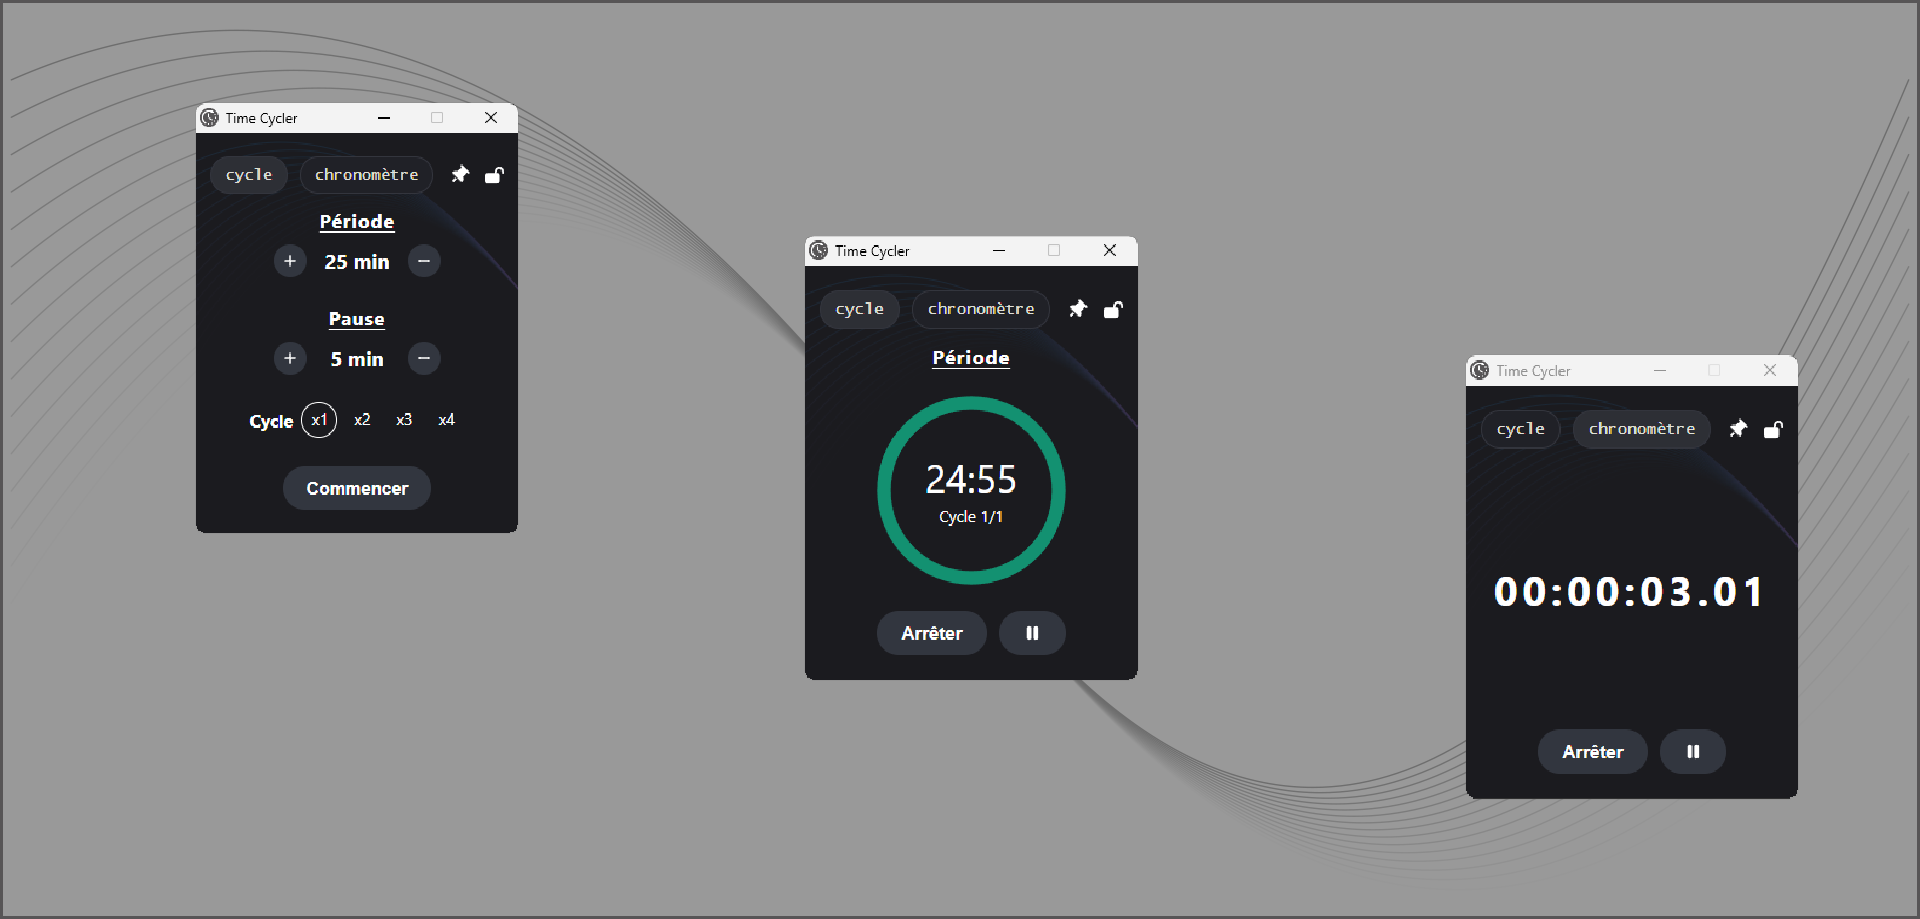 Time Cycler
cycle chronomètre
Période
+ 25 min −
Pause
+ 5 min −
Cycle x1 x2 x3 x4
Commencer
Time Cycler
cycle chronomètre
Période
24:55
Cycle 1/1
Arrêter
Time Cycler
cycle chronomètre
00:00:03.01
Arrêter